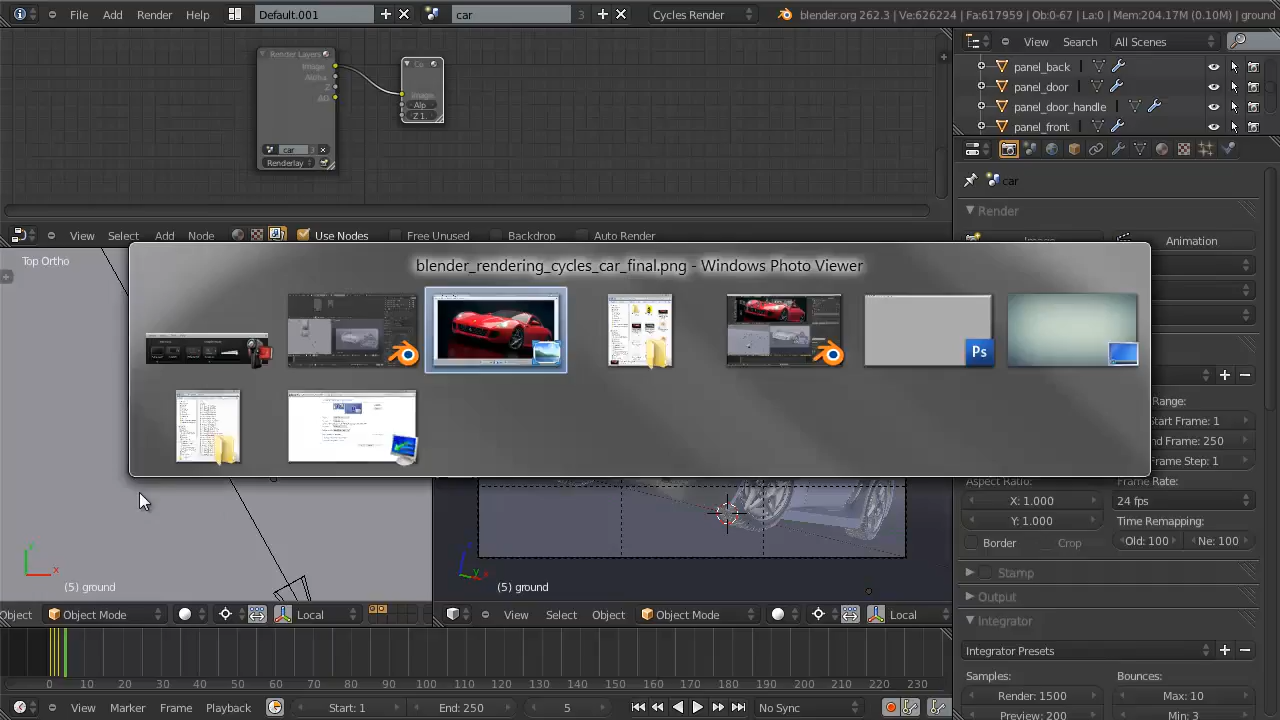 File Add Render Help Default.001 car 3 Cycles Render blender.org 262.3 | Ve:626224 | Fa:617959 | Ob:0-67 | La:0 | Mem:204.17M (0.10M) | ground
View Search All Scenes
Render Layers
Image
Alpha
Z
AO
car 3
Renderlay
Co
Image
Alp
Z 1.
panel_back
panel_door
panel_door_handle
panel_front
car
Render
Image Animation
View Select Add Node Use Nodes Free Unused Backdrop Auto Render
Top Ortho
blender_rendering_cycles_car_final.png - Windows Photo Viewer
Ps
Range:
Start Frame: 1
nd Frame: 250
Frame Step: 1
Aspect Ratio: Frame Rate:
X: 1.000 24 fps
Y: 1.000 Time Remapping:
Border Crop Old: 100 Ne: 100
Stamp
Output
Integrator
Integrator Presets
Samples: Bounces:
Render: 1500 Max: 10
Preview: 200 Min: 3
(5) ground
(5) ground
Object Object Mode Local
View Select Object Object Mode Local
0 10 20 30 40 50 60 70 80 90 100 110 120 130 140 150 160 170 180 190 200 210 220 230
View Marker Frame Playback Start: 1 End: 250 5 No Sync